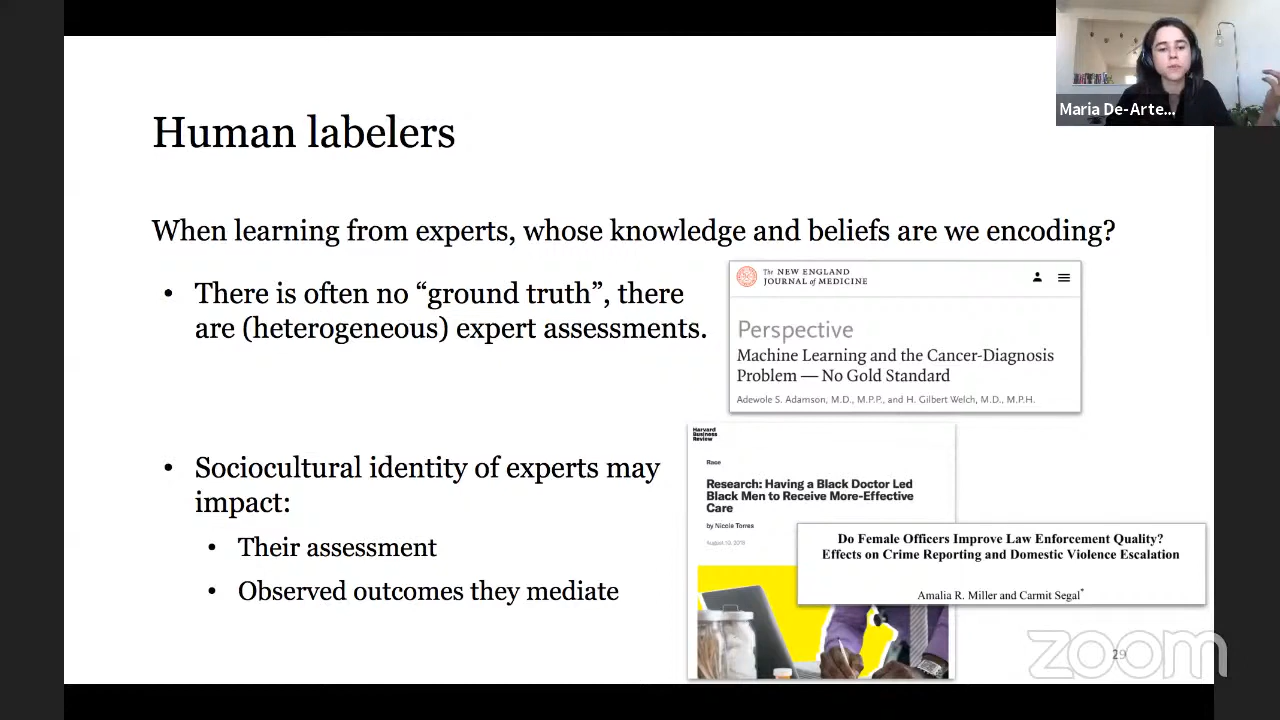 Maria De-Arte...
Human labelers
When learning from experts, whose knowledge and beliefs are we encoding?
• There is often no “ground truth”, there
are (heterogeneous) expert assessments.
The NEW ENGLAND
JOURNAL of MEDICINE
Perspective
Machine Learning and the Cancer-Diagnosis
Problem — No Gold Standard
Adewole S. Adamson, M.D., M.P.P., and H. Gilbert Welch, M.D., M.P.H.
• Sociocultural identity of experts may
impact:
• Their assessment
• Observed outcomes they mediate
Harvard
Business
Review
Race
Research: Having a Black Doctor Led
Black Men to Receive More-Effective
Care
by Nicole Torres
August 10, 2018
Do Female Officers Improve Law Enforcement Quality?
Effects on Crime Reporting and Domestic Violence Escalation
Amalia R. Miller and Carmit Segal*
29
zoom